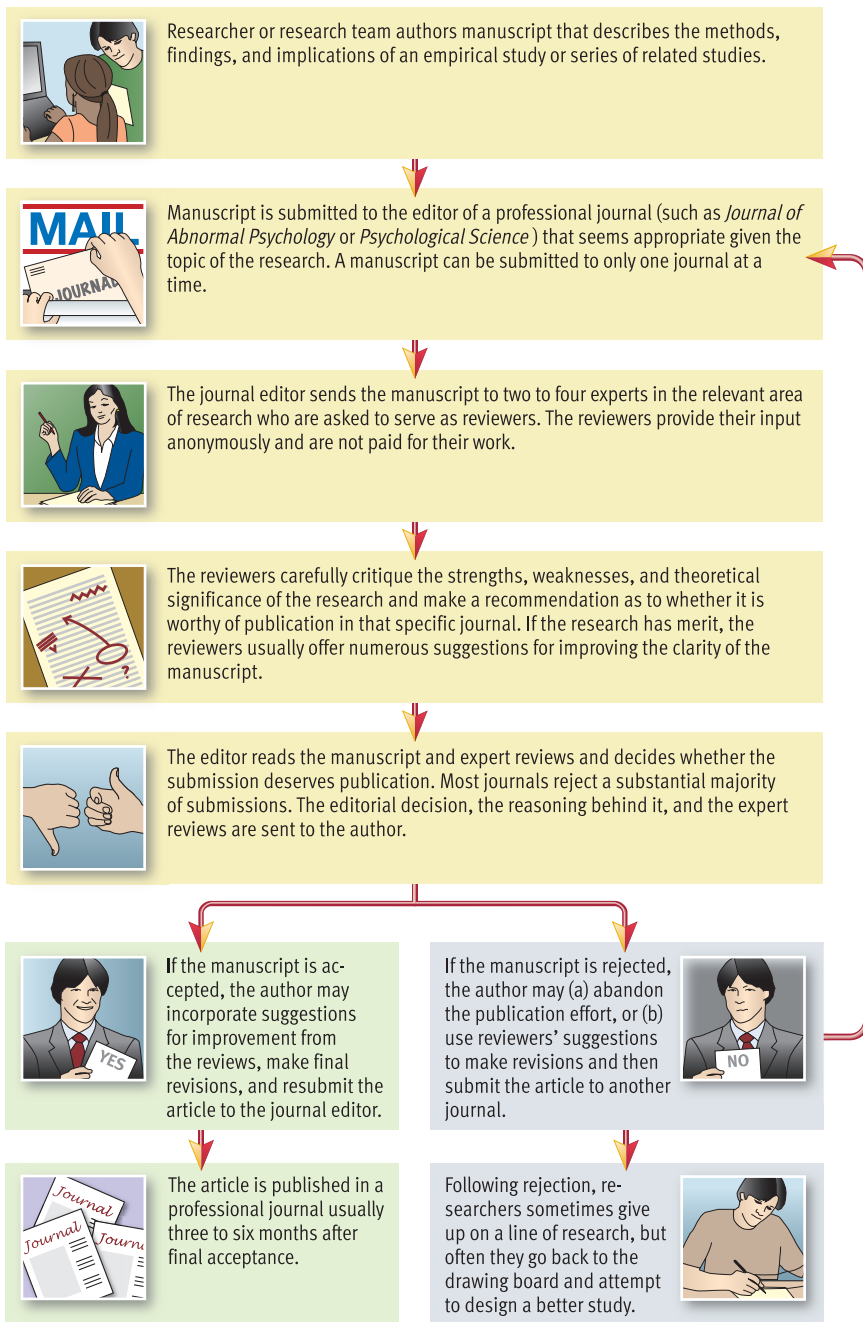 Researcher or research team authors manuscript that describes the methods,
findings, and implications of an empirical study or series of related studies.
MAIL
JOURNAL
Manuscript is submitted to the editor of a professional journal (such as Journal of
Abnormal Psychology or Psychological Science ) that seems appropriate given the
topic of the research. A manuscript can be submitted to only one journal at a
time.
The journal editor sends the manuscript to two to four experts in the relevant area
of research who are asked to serve as reviewers. The reviewers provide their input
anonymously and are not paid for their work.
?
The reviewers carefully critique the strengths, weaknesses, and theoretical
significance of the research and make a recommendation as to whether it is
worthy of publication in that specific journal. If the research has merit, the
reviewers usually offer numerous suggestions for improving the clarity of the
manuscript.
The editor reads the manuscript and expert reviews and decides whether the
submission deserves publication. Most journals reject a substantial majority
of submissions. The editorial decision, the reasoning behind it, and the expert
reviews are sent to the author.
YES
If the manuscript is ac-
cepted, the author may
incorporate suggestions
for improvement from
the reviews, make final
revisions, and resubmit the
article to the journal editor.
If the manuscript is rejected,
the author may (a) abandon
the publication effort, or (b)
use reviewers' suggestions
to make revisions and then
submit the article to another
journal.
NO
Journal
Journal
Journ
The article is published in a
professional journal usually
three to six months after
final acceptance.
Following rejection, re-
searchers sometimes give
up on a line of research, but
often they go back to the
drawing board and attempt
to design a better study.